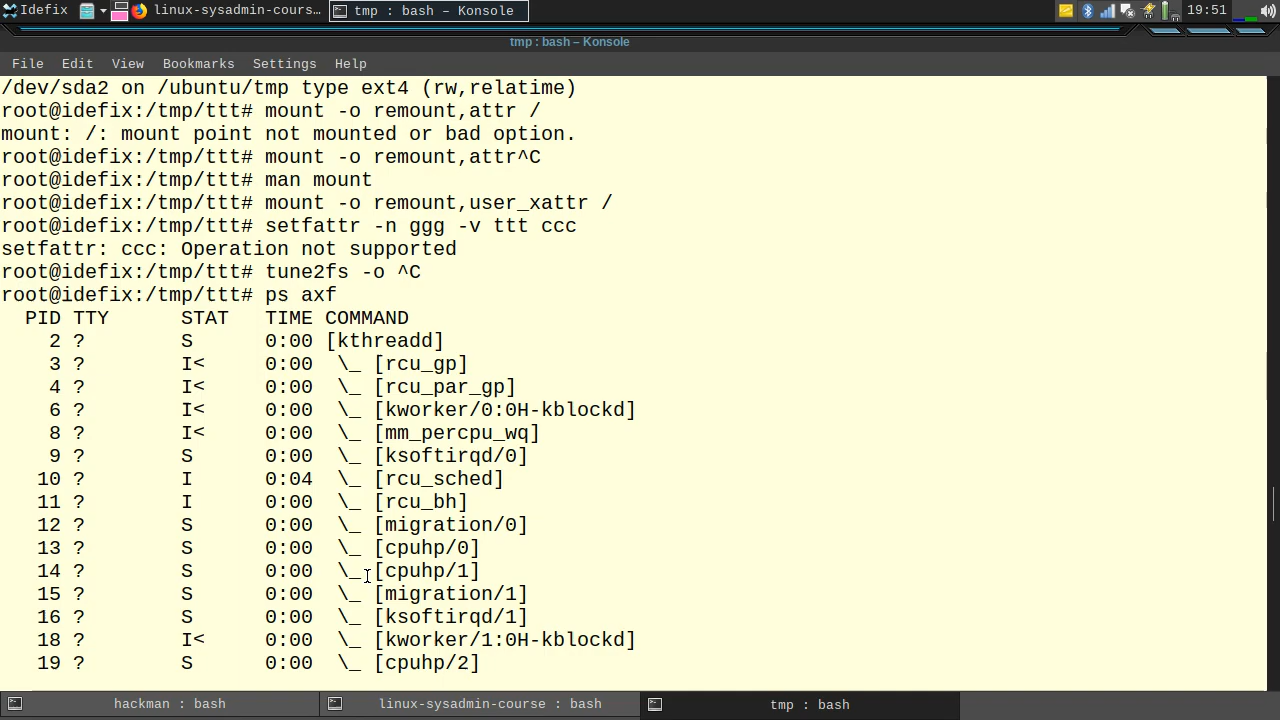 Idefix linux-sysadmin-cours… tmp : bash – Konsole 19:51
tmp : bash – Konsole
File Edit View Bookmarks Settings Help
/dev/sda2 on /ubuntu/tmp type ext4 (rw,relatime)
root@idefix:/tmp/ttt# mount -o remount,attr /
mount: /: mount point not mounted or bad option.
root@idefix:/tmp/ttt# mount -o remount,attr^C
root@idefix:/tmp/ttt# man mount
root@idefix:/tmp/ttt# mount -o remount,user_xattr /
root@idefix:/tmp/ttt# setfattr -n ggg -v ttt ccc
setfattr: ccc: Operation not supported
root@idefix:/tmp/ttt# tune2fs -o ^C
root@idefix:/tmp/ttt# ps axf
PID TTY STAT TIME COMMAND
2 ? S 0:00 [kthreadd]
3 ? I< 0:00 \_ [rcu_gp]
4 ? I< 0:00 \_ [rcu_par_gp]
6 ? I< 0:00 \_ [kworker/0:0H-kblockd]
8 ? I< 0:00 \_ [mm_percpu_wq]
9 ? S 0:00 \_ [ksoftirqd/0]
10 ? I 0:04 \_ [rcu_sched]
11 ? I 0:00 \_ [rcu_bh]
12 ? S 0:00 \_ [migration/0]
13 ? S 0:00 \_ [cpuhp/0]
14 ? S 0:00 \_ [cpuhp/1]
15 ? S 0:00 \_ [migration/1]
16 ? S 0:00 \_ [ksoftirqd/1]
18 ? I< 0:00 \_ [kworker/1:0H-kblockd]
19 ? S 0:00 \_ [cpuhp/2]
hackman : bash linux-sysadmin-course : bash tmp : bash